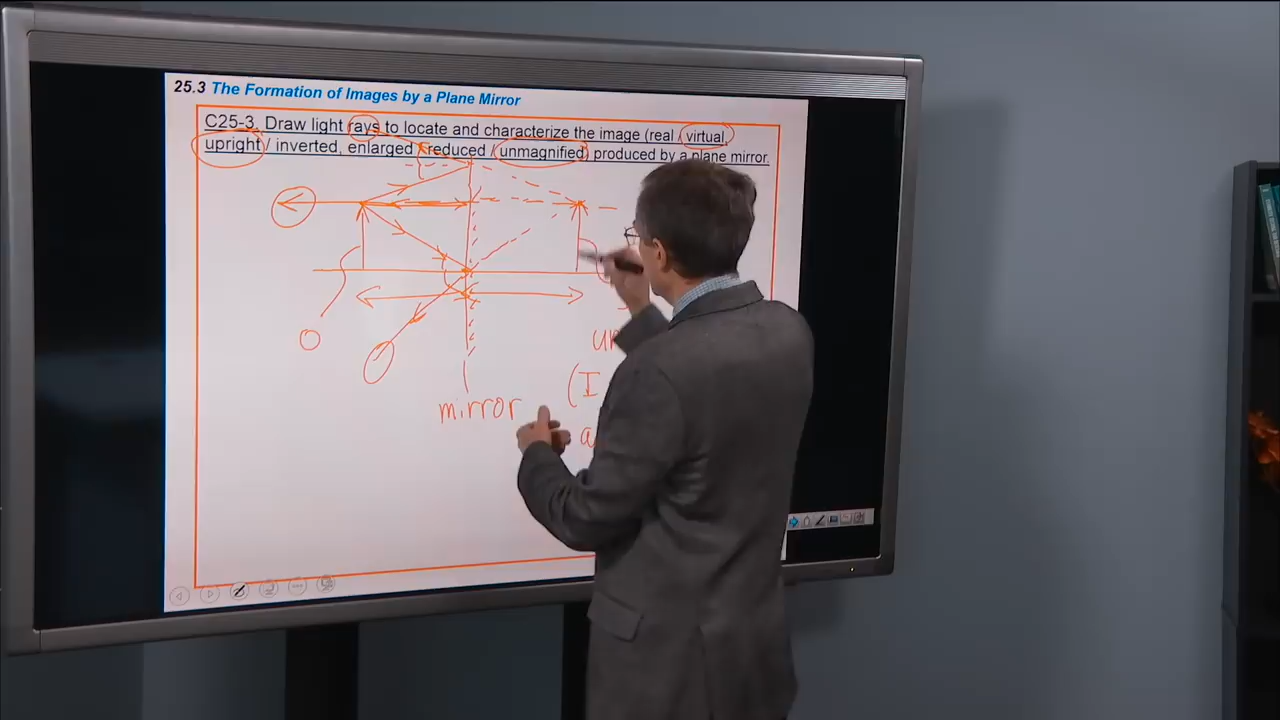 25.3 The Formation of Images by a Plane Mirror
C25-3. Draw light rays to locate and characterize the image (real / virtual,
upright / inverted, enlarged / reduced / unmagnified) produced by a plane mirror.
O
un
(I
a
mirror